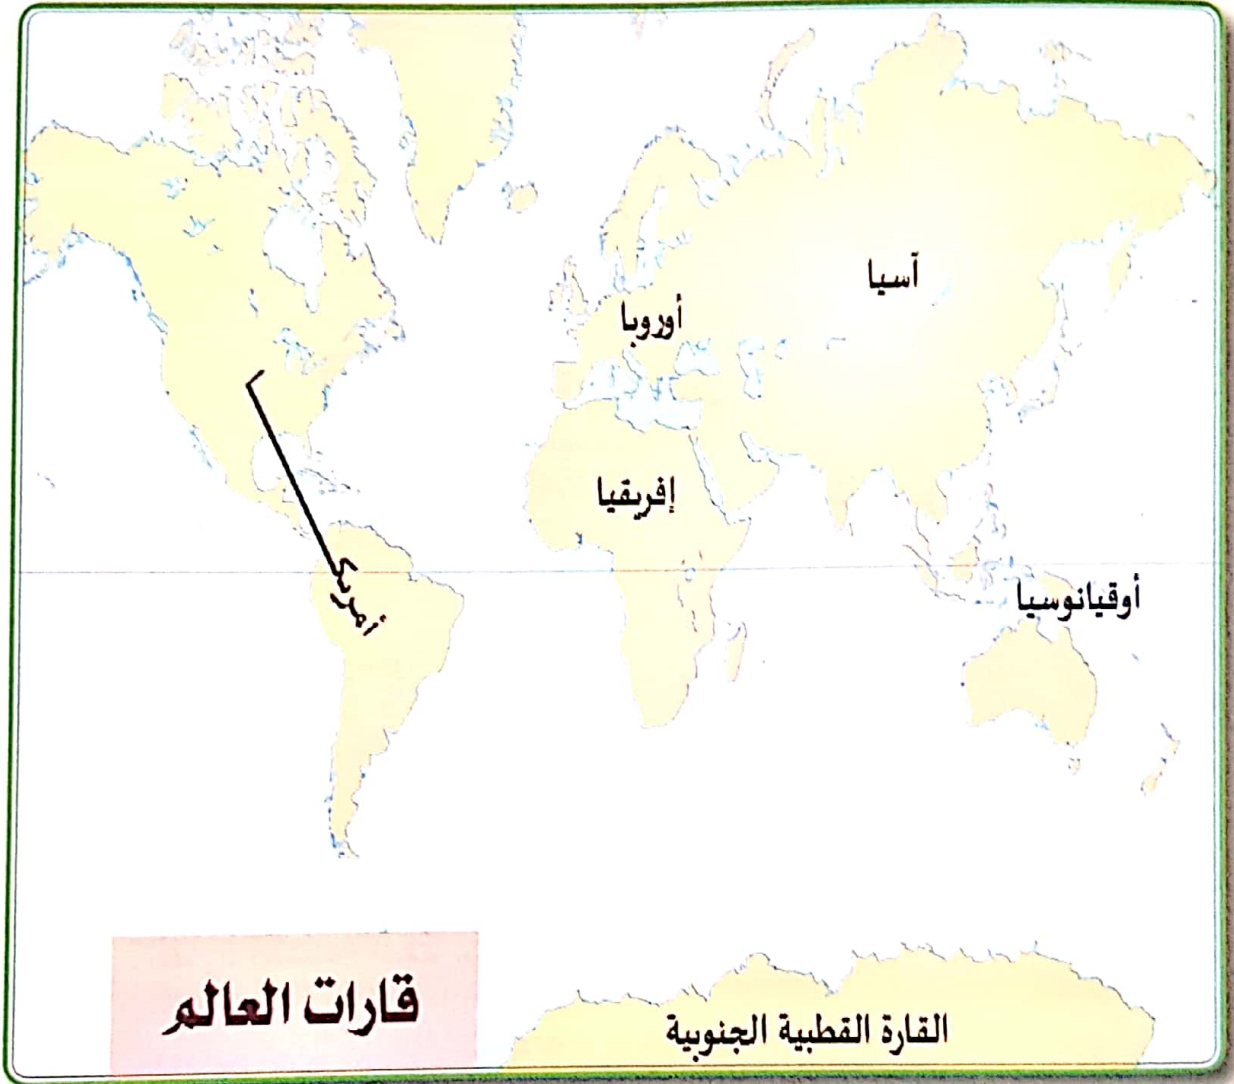 آسيا
أوروبا
إفريقيا
أمريكا
أوقيانوسيا
القارة القطبية الجنوبية
قارات العالم